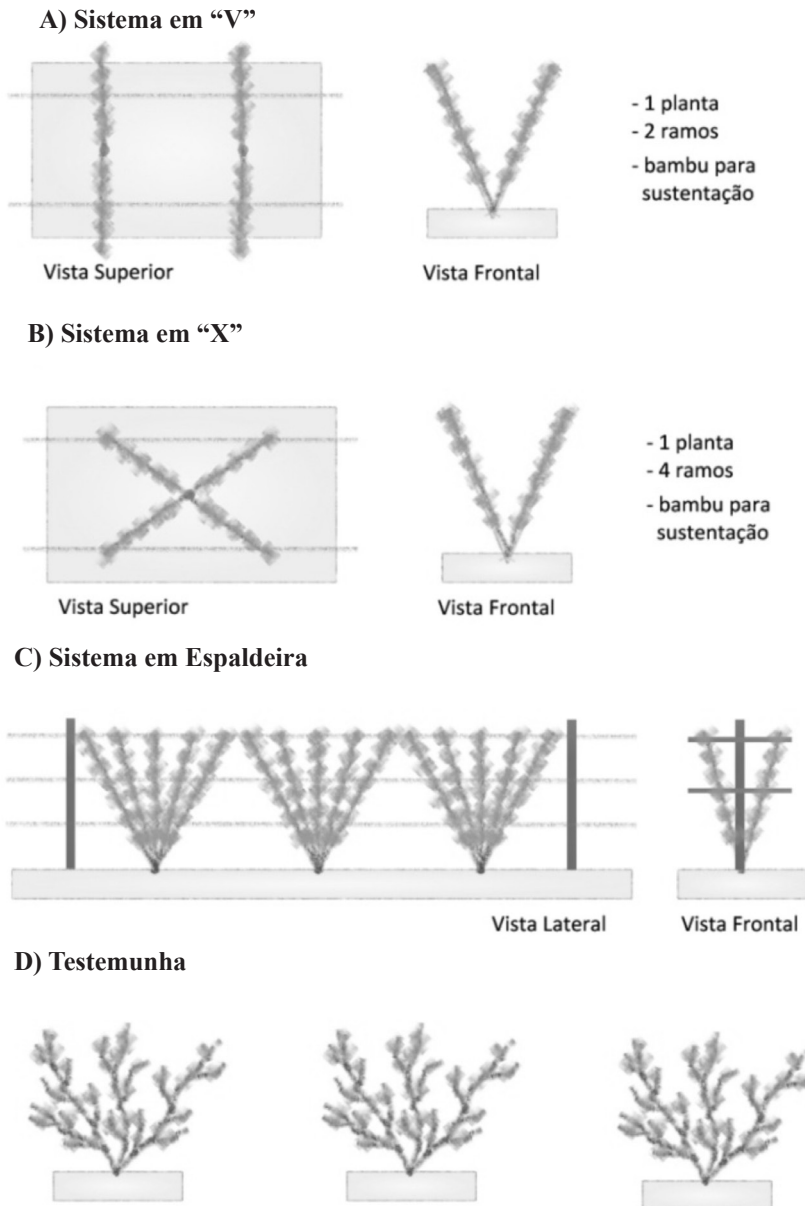 A) Sistema em “V”
- 1 planta
- 2 ramos
- bambu para
sustentação
Vista Superior
Vista Frontal
B) Sistema em “X”
- 1 planta
- 4 ramos
- bambu para
sustentação
Vista Superior
Vista Frontal
C) Sistema em Espaldeira
Vista Lateral
Vista Frontal
D) Testemunha